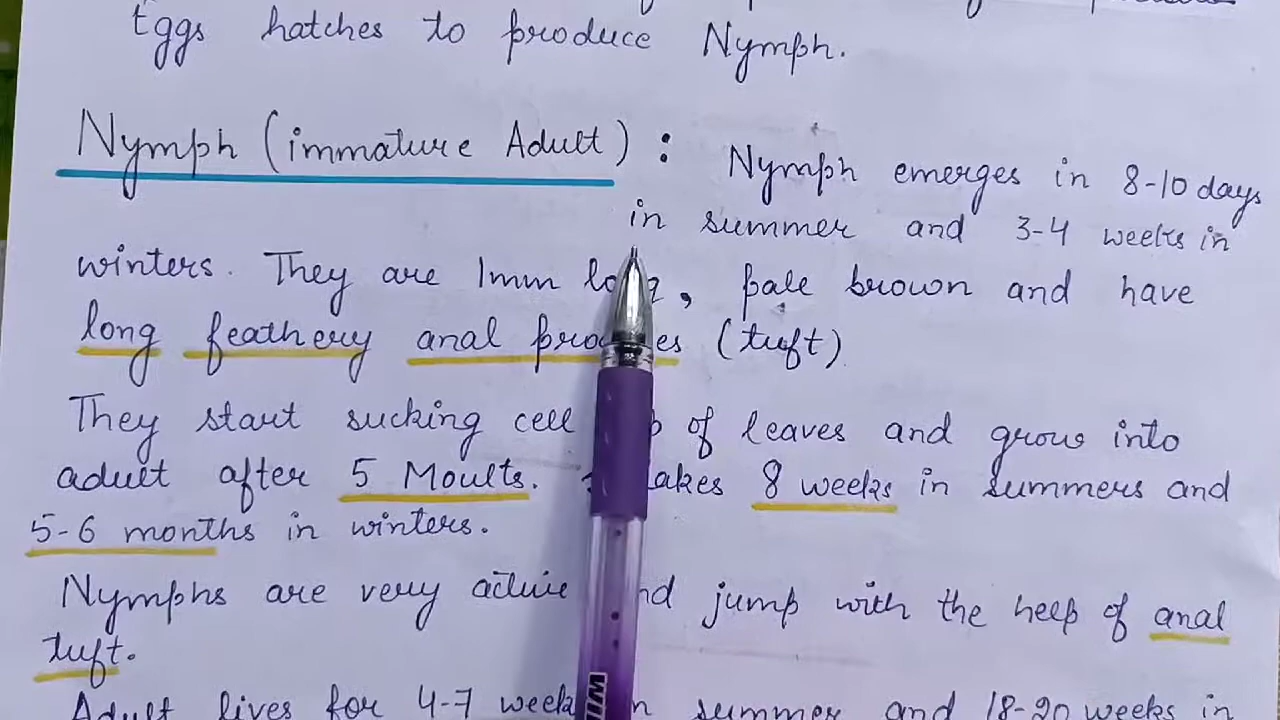 Eggs hatches to produce Nymph.
Nymph (immature Adult) : Nymph emerges in 8-10 days
in summer and 3-4 weeks in
winters. They are 1mm long, pale brown and have
long feathery anal processes (tuft)
They start sucking cell sap of leaves and grow into
adult after 5 Moults. takes 8 weeks in summers and
5-6 months in winters.
Nymphs are very active and jump with the help of anal
tuft.
Adult lives for 4-7 weeks in summer and 18-20 weeks in